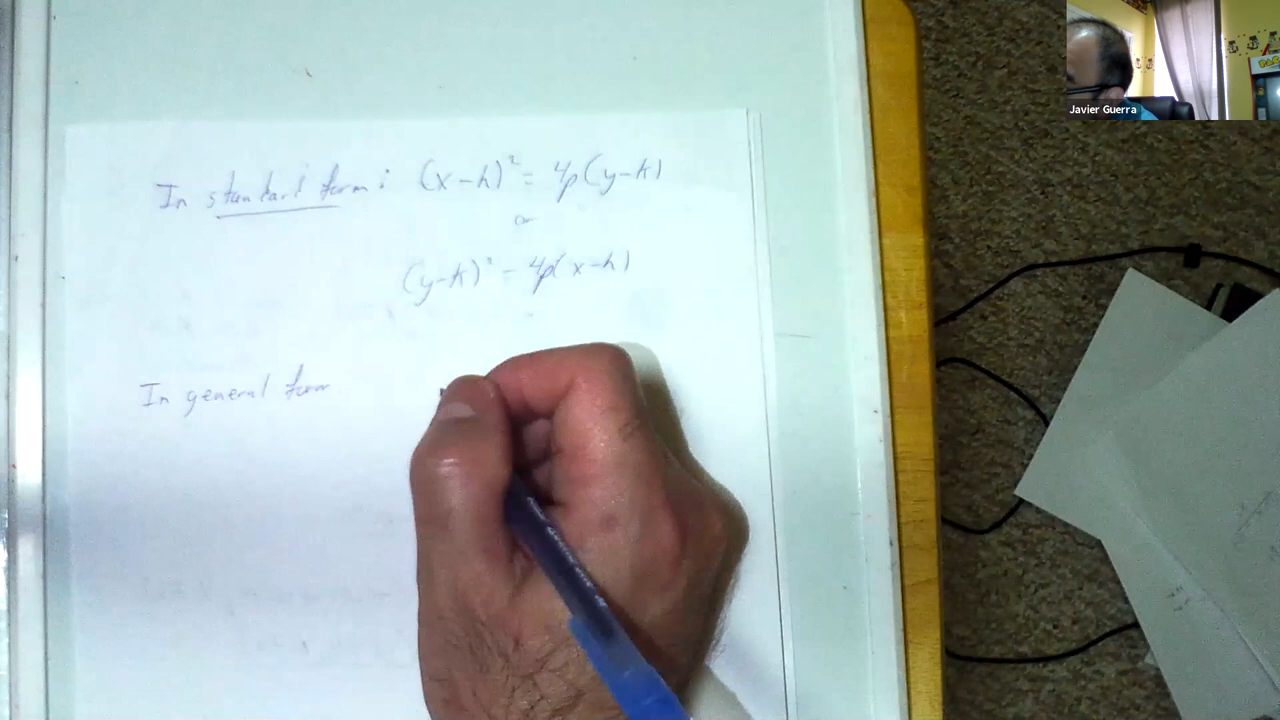 In standard form: (x-h)² = 4p(y-k)
or
(y-k)² = 4p(x-h)
In general form
Javier Guerra